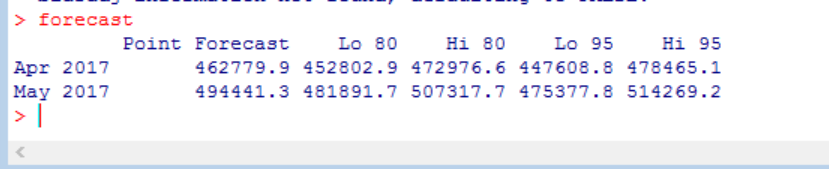 > forecast
         Point Forecast    Lo 80    Hi 80    Lo 95    Hi 95
Apr 2017       462779.9 452802.9 472976.6 447608.8 478465.1
May 2017       494441.3 481891.7 507317.7 475377.8 514269.2
>